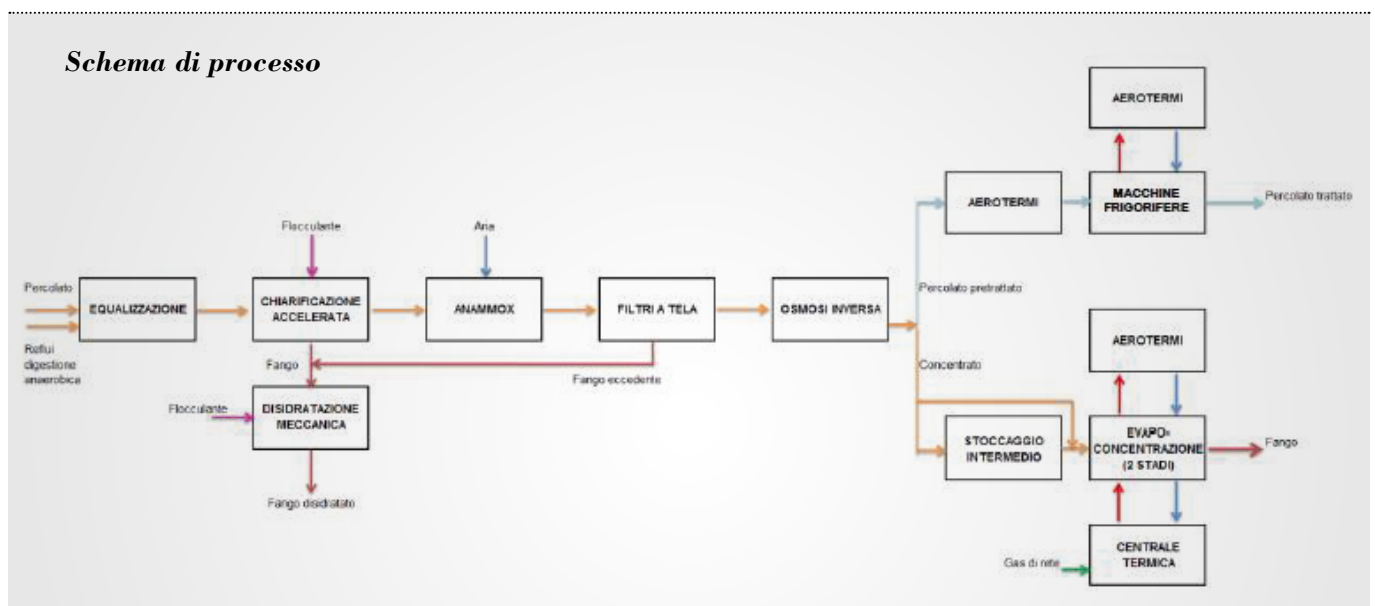 Schema di processo
AEROTERMI
AEROTERMI
MACCHINE
FRIGORIFERE
Percolato trattato
Flocculante
Aria
Percolato
EQUALIZZAZIONE
CHIARIFICAZIONE
ACCELERATA
ANAMMOX
FILTRI A TELA
OSMOSI INVERSA
Percolato pretrattato
Reflui
digestione
anaerobica
Fango
Fango eccedente
Concentrato
AEROTERMI
Flocculante
DISIDRATAZIONE
MECCANICA
STOCCAGGIO
INTERMEDIO
EVAPO-
CONCENTRAZIONE
(2 STADI)
Fango
Fango disidratato
Gas di rete
CENTRALE
TERMICA